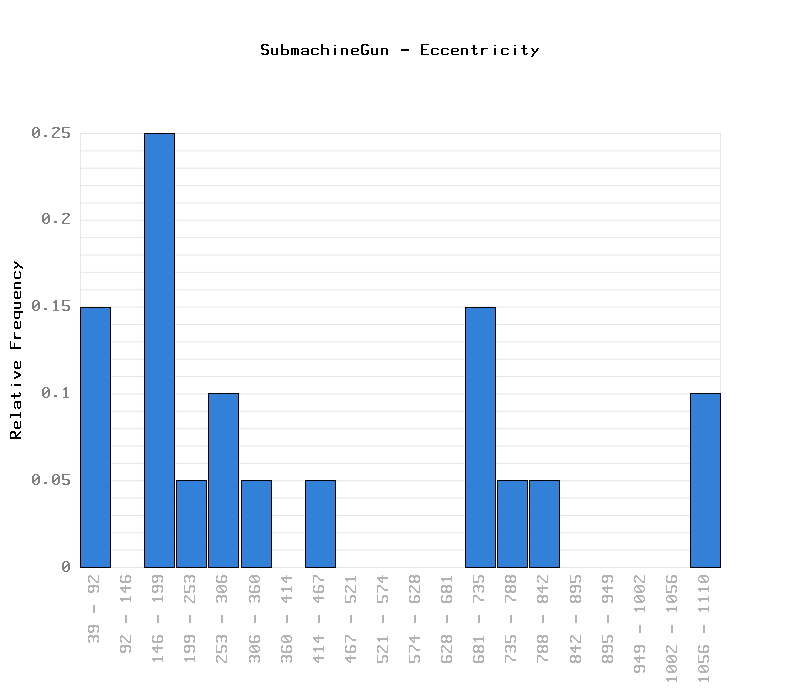 SubmachineGun - Eccentricity
Relative Frequency
0.25
0.2
0.15
0.1
0.05
0
39 - 92
92 - 146
146 - 199
199 - 253
253 - 306
306 - 360
360 - 414
414 - 467
467 - 521
521 - 574
574 - 628
628 - 681
681 - 735
735 - 788
788 - 842
842 - 895
895 - 949
949 - 1002
1002 - 1056
1056 - 1110